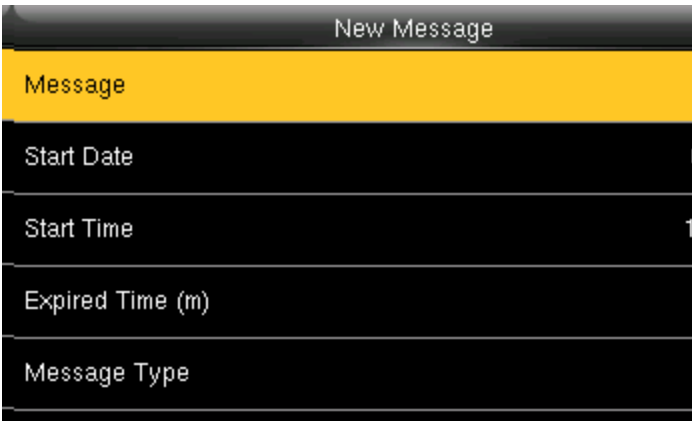 New Message
Message
Start Date
Start Time
Expired Time (m)
Message Type